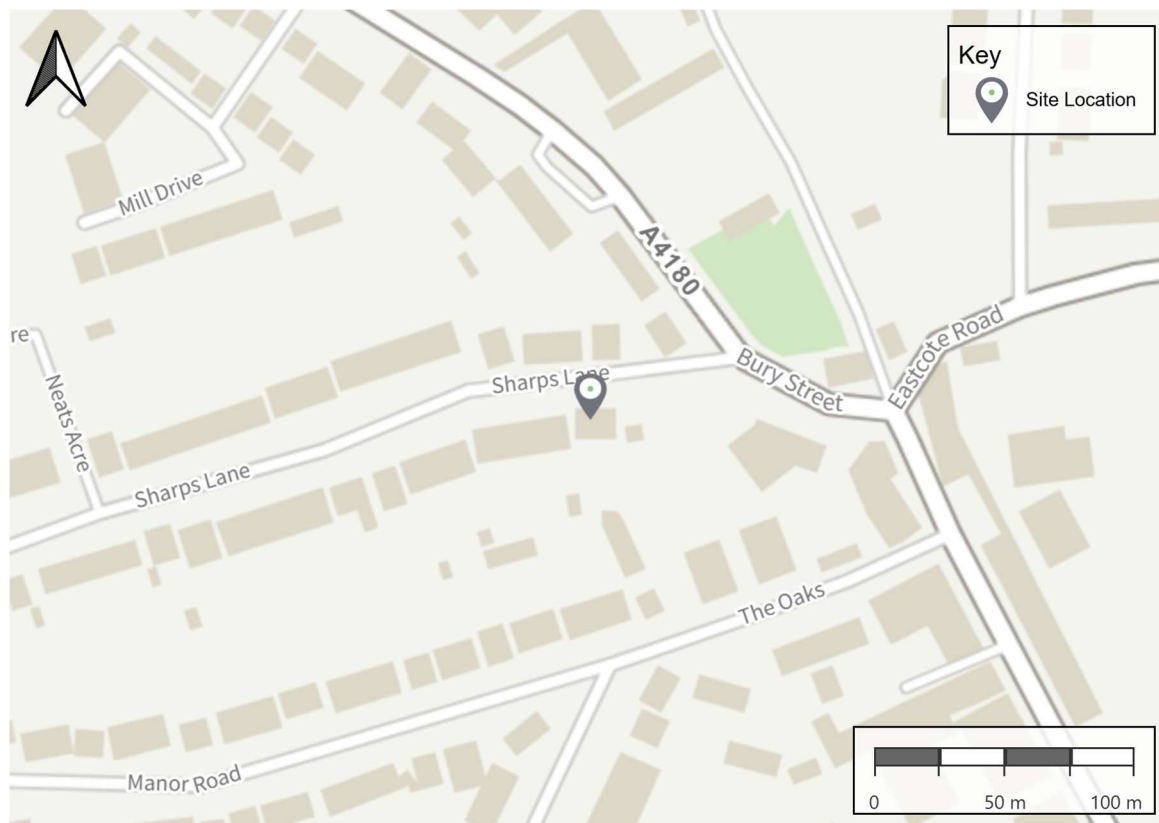 Key
Site Location
Mill Drive
A4180
re
Neats Acre
Sharps Lane
Bury Street
Eastcote Road
Sharps Lane
The Oaks
Manor Road
0 50 m 100 m